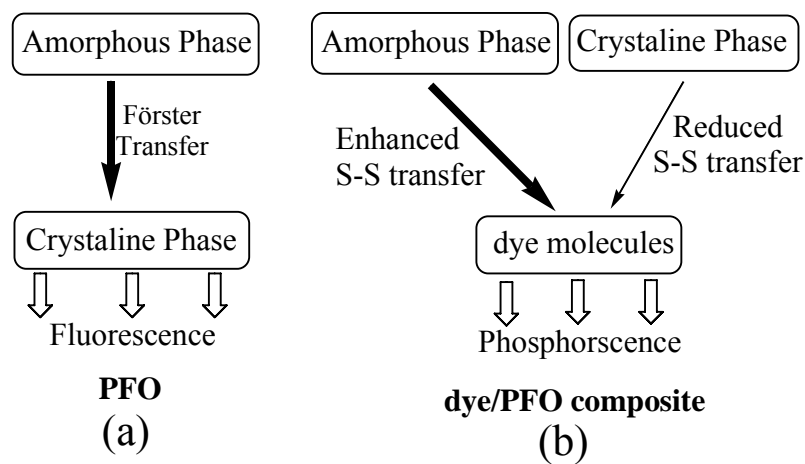 Amorphous Phase
Förster
Transfer
Crystaline Phase
Fluorescence
PFO
(a)
Amorphous Phase
Crystaline Phase
Enhanced
S-S transfer
Reduced
S-S transfer
dye molecules
Phosphorscence
dye/PFO composite
(b)